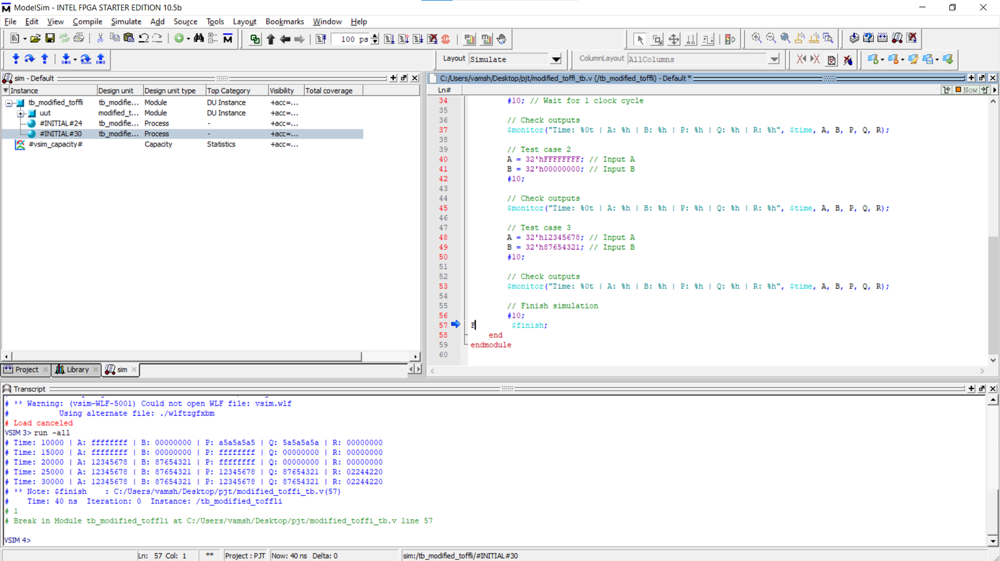 ModelSim - INTEL FPGA STARTER EDITION 10.5b
File Edit View Compile Simulate Add Source Tools Layout Bookmarks Window Help
100 ps
Layout Simulate
ColumnLayout AllColumns
sim - Default
Instance Design unit Design unit type Top Category Visibility Total coverage
tb_modified_toffli tb_modifie... Module DU Instance +acc=...
uut modified_t... Module DU Instance +acc=...
#INITIAL#24 tb_modifie... Process - +acc=...
#INITIAL#30 tb_modifie... Process - +acc=...
#vsim_capacity# Capacity Statistics +acc=...
Project Library sim
C:/Users/vamsh/Desktop/pjt/modified_toffi_tb.v (/tb_modified_toffli) - Default *
Ln# Now
34 #10; // Wait for 1 clock cycle
35
36 // Check outputs
37 $monitor("Time: %0t | A: %h | B: %h | P: %h | Q: %h | R: %h", $time, A, B, P, Q, R);
38
39 // Test case 2
40 A = 32'hFFFFFFFF; // Input A
41 B = 32'h00000000; // Input B
42 #10;
43
44 // Check outputs
45 $monitor("Time: %0t | A: %h | B: %h | P: %h | Q: %h | R: %h", $time, A, B, P, Q, R);
46
47 // Test case 3
48 A = 32'h12345678; // Input A
49 B = 32'h87654321; // Input B
50 #10;
51
52 // Check outputs
53 $monitor("Time: %0t | A: %h | B: %h | P: %h | Q: %h | R: %h", $time, A, B, P, Q, R);
54
55 // Finish simulation
56 #10;
57 F $finish;
58 end
59 endmodule
60
Transcript
# ** Warning: (vsim-WLF-5001) Could not open WLF file: vsim.wlf
# Using alternate file: ./wlftzgfxbm
# Load canceled
VSIM 3> run -all
# Time: 10000 | A: ffffffff | B: 00000000 | P: a5a5a5a5 | Q: 5a5a5a5a | R: 00000000
# Time: 15000 | A: ffffffff | B: 00000000 | P: ffffffff | Q: 00000000 | R: 00000000
# Time: 20000 | A: 12345678 | B: 87654321 | P: ffffffff | Q: 00000000 | R: 00000000
# Time: 25000 | A: 12345678 | B: 87654321 | P: 12345678 | Q: 87654321 | R: 02244220
# Time: 30000 | A: 12345678 | B: 87654321 | P: 12345678 | Q: 87654321 | R: 02244220
# ** Note: $finish : C:/Users/vamsh/Desktop/pjt/modified_toffi_tb.v(57)
# Time: 40 ns Iteration: 0 Instance: /tb_modified_toffli
# 1
# Break in Module tb_modified_toffli at C:/Users/vamsh/Desktop/pjt/modified_toffi_tb.v line 57
VSIM 4>
Ln: 57 Col: 1 ** Project : PJT Now: 40 ns Delta: 0 sim:/tb_modified_toffli/#INITIAL#30